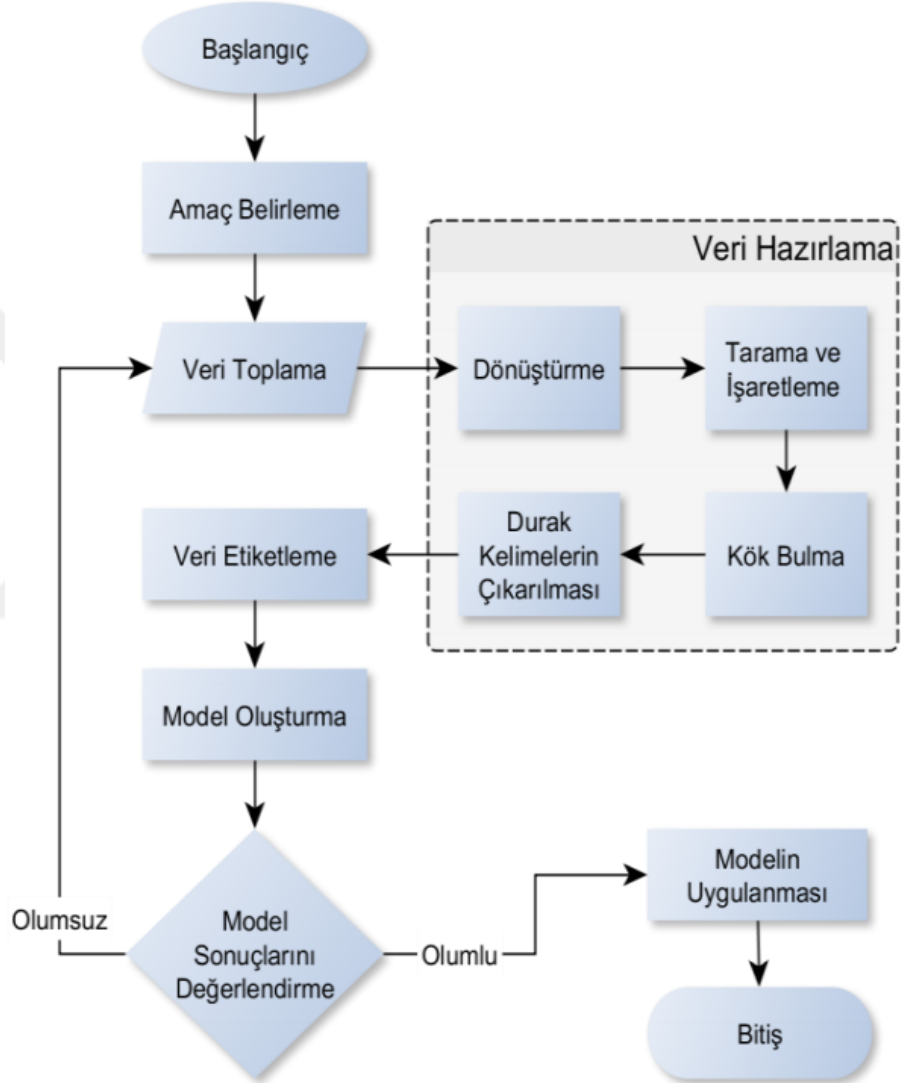 Başlangıç
Amaç Belirleme
Veri Hazırlama
Veri Toplama
Dönüştürme
Tarama ve
İşaretleme
Kök Bulma
Durak
Kelimelerin
Çıkarılması
Veri Etiketleme
Model Oluşturma
Model
Sonuçlarını
Değerlendirme
Olumsuz
Olumlu
Modelin
Uygulanması
Bitiş